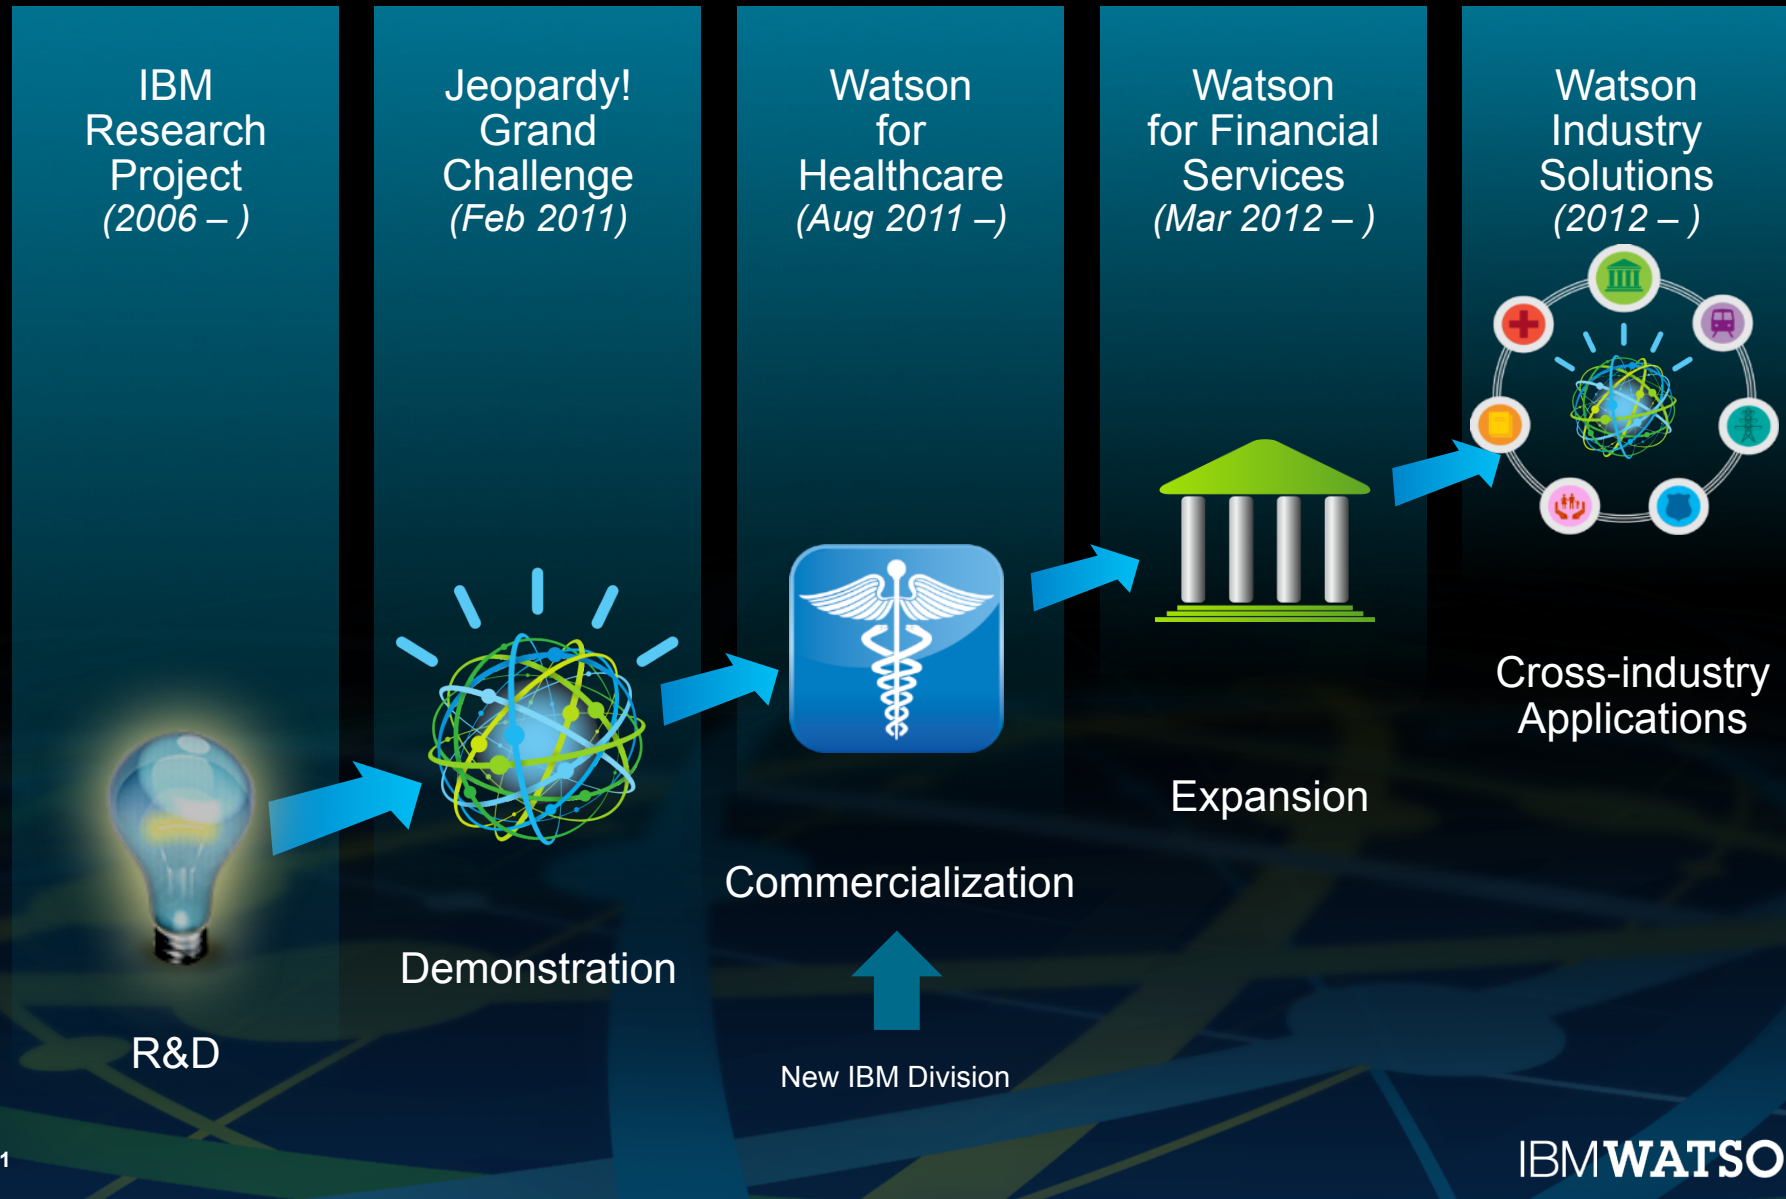 IBM
Research
Project
(2006 – )
Jeopardy!
Grand
Challenge
(Feb 2011)
Watson
for
Healthcare
(Aug 2011 –)
Watson
for Financial
Services
(Mar 2012 – )
Watson
Industry
Solutions
(2012 – )
R&D
Demonstration
Commercialization
New IBM Division
Expansion
Cross-industry
Applications
1
IBMWATSO